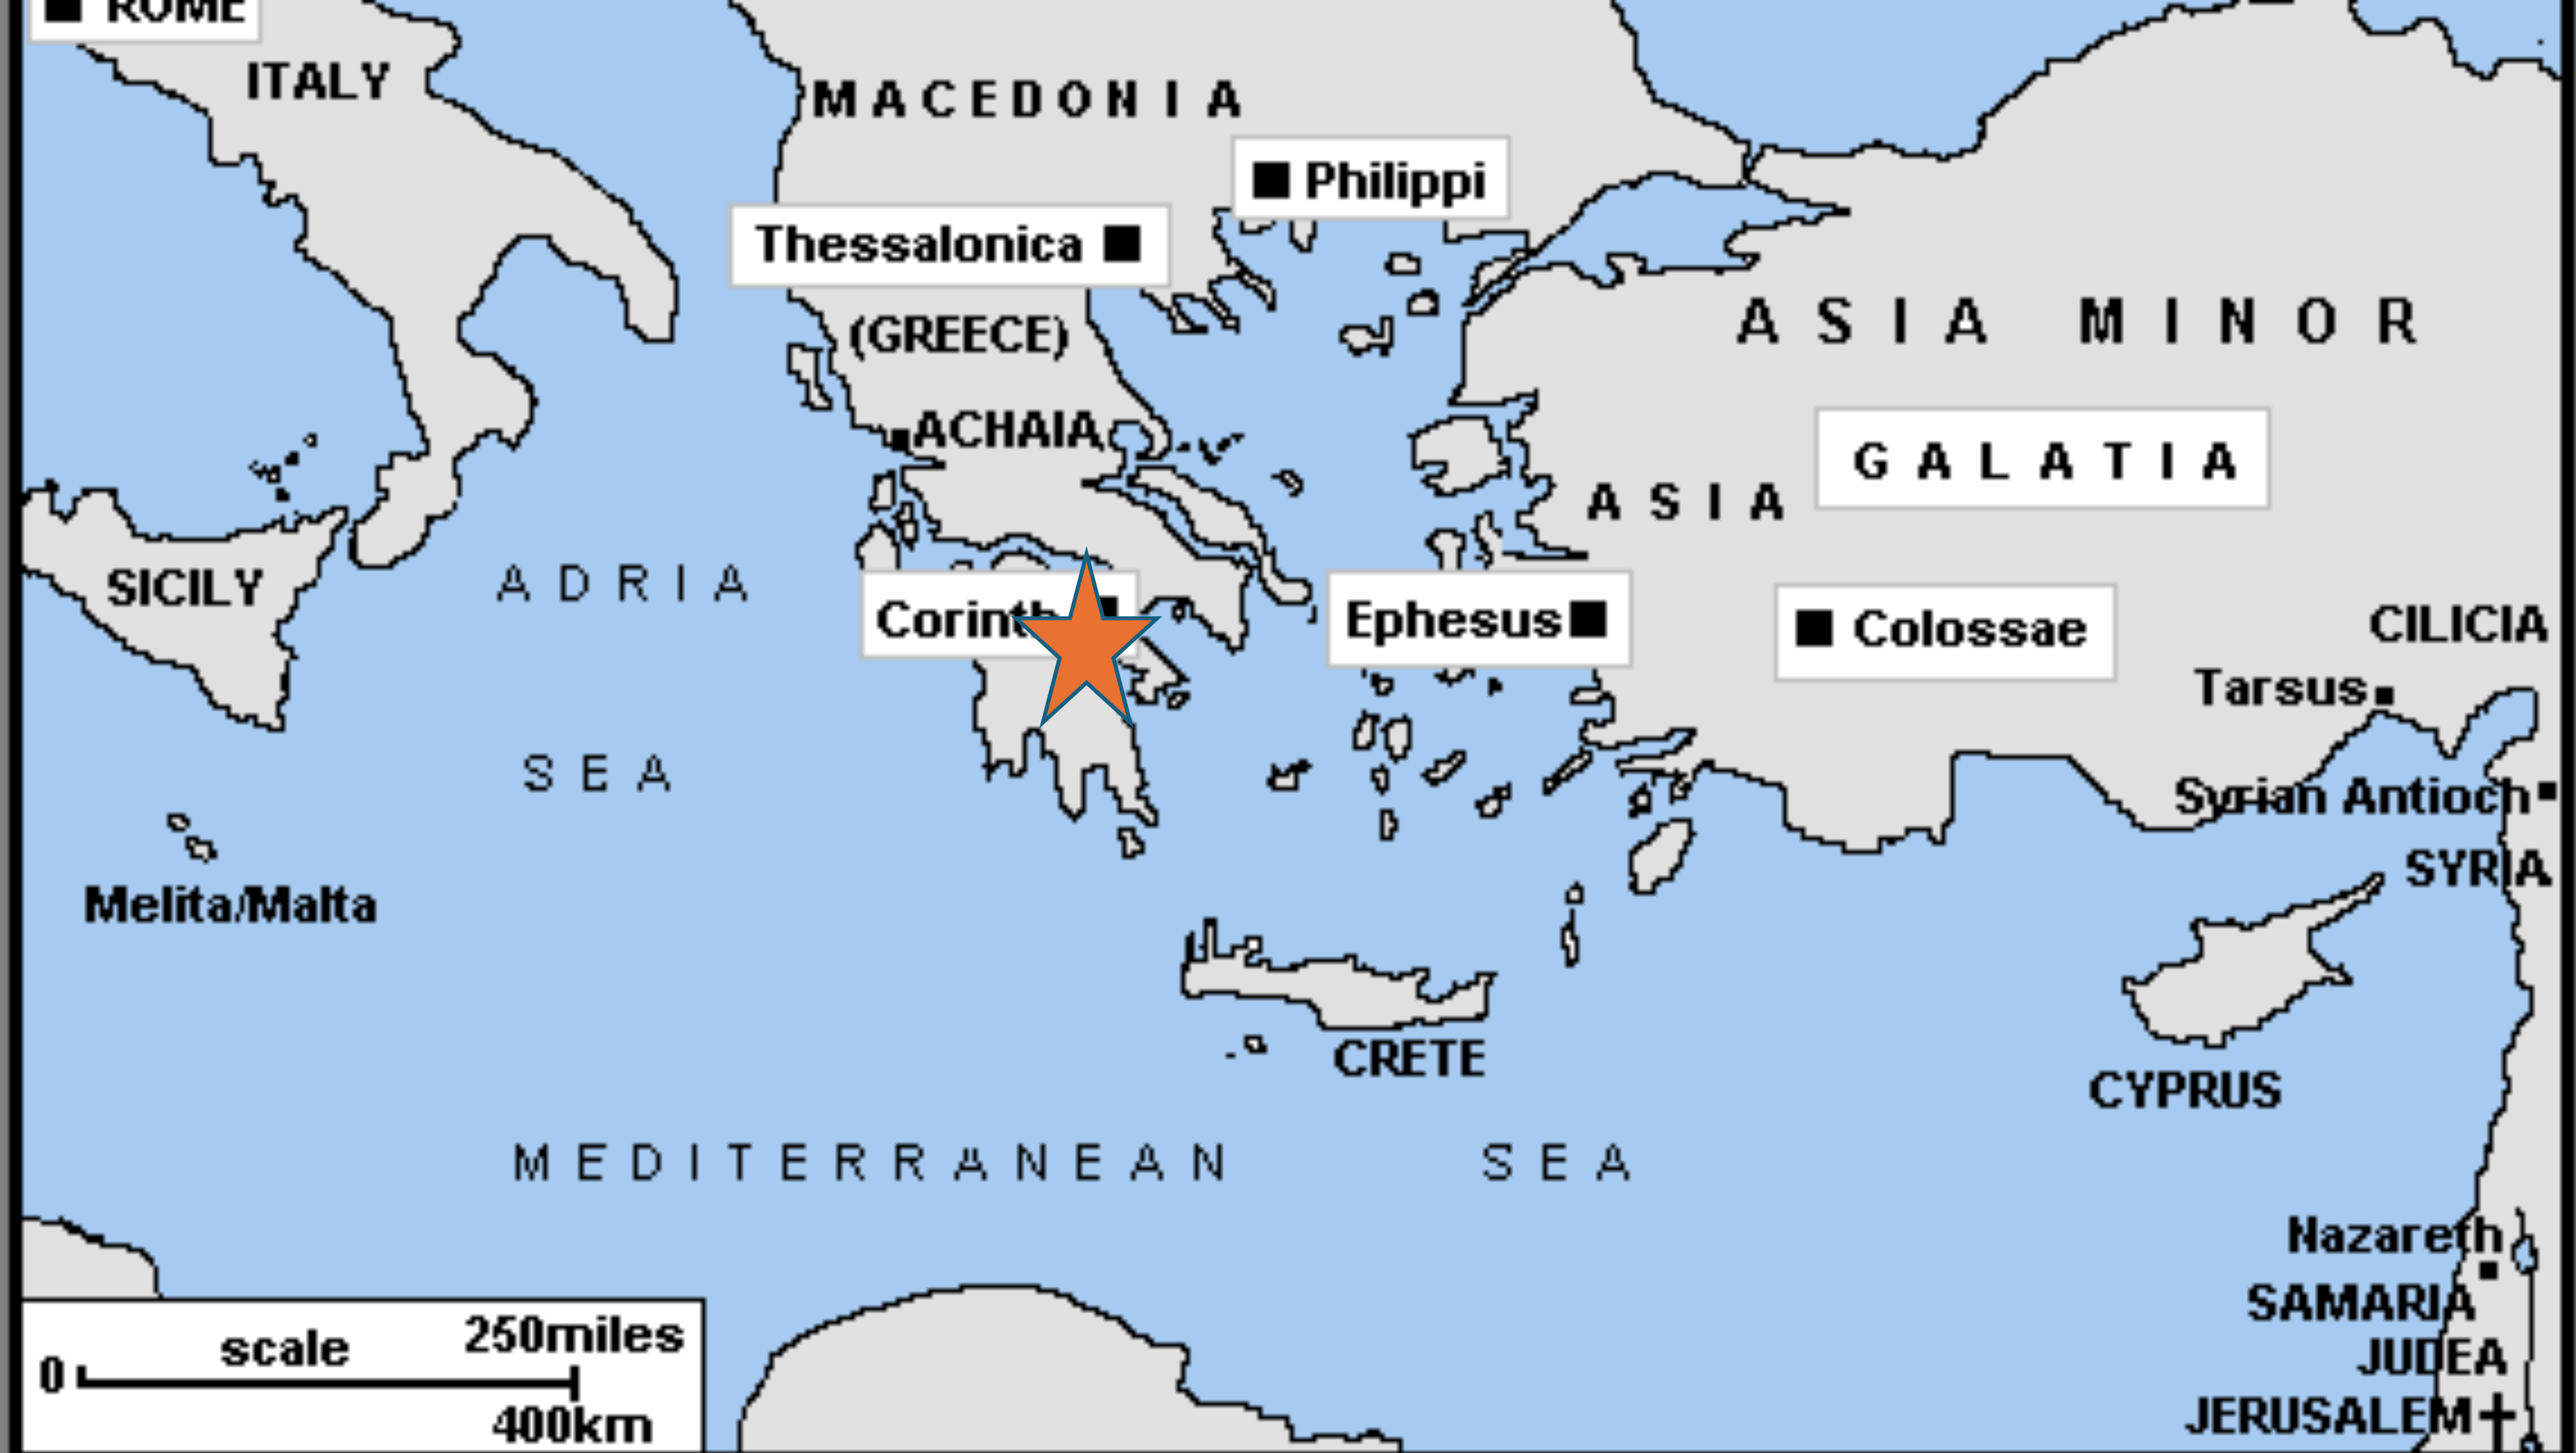 ROME
ITALY
MACEDONIA
Philippi
Thessalonica
(GREECE)
ASIA MINOR
ACHAIA
GALATIA
ASIA
SICILY
ADRIA
Corinth
Ephesus
Colossae
CILICIA
Tarsus
SEA
Syrian Antioch
SYRIA
Melita/Malta
CRETE
CYPRUS
MEDITERRANEAN SEA
Nazareth
SAMARIA
JUDEA
JERUSALEM
scale 250miles
0
400km